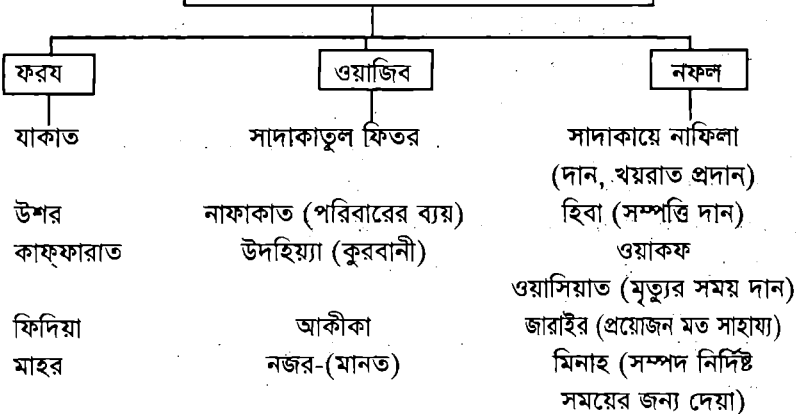 ফরয ওয়াজিব নফল
যাকাত সাদাকাতুল ফিতর সাদাকায়ে নাফিলা
(দান, খয়রাত প্রদান)
উশর নাফাকাত (পরিবারের ব্যয়) হিবা (সম্পত্তি দান)
কাফ্ফারাত উদহিয়্যা (কুরবানী) ওয়াকফ
ওয়াসিয়াত (মৃত্যুর সময় দান)
ফিদিয়া আকীকা জারাইর (প্রয়োজন মত সাহায্য)
মাহর নজর-(মানত) মিনাহ (সম্পদ নির্দিষ্ট
সময়ের জন্য দেয়া)